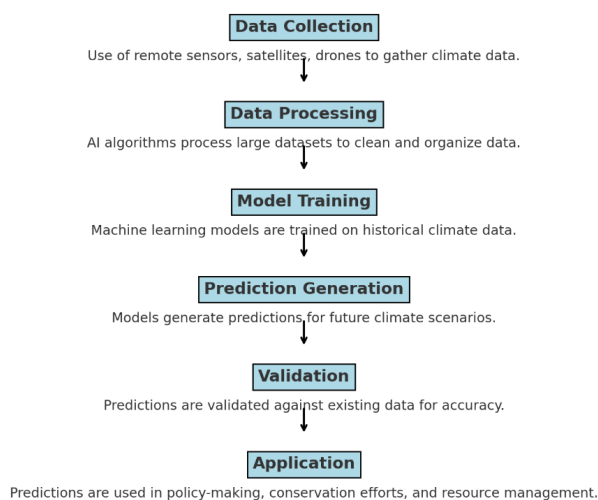 Data Collection
Use of remote sensors, satellites, drones to gather climate data.
Data Processing
AI algorithms process large datasets to clean and organize data.
Model Training
Machine learning models are trained on historical climate data.
Prediction Generation
Models generate predictions for future climate scenarios.
Validation
Predictions are validated against existing data for accuracy.
Application
Predictions are used in policy-making, conservation efforts, and resource management.